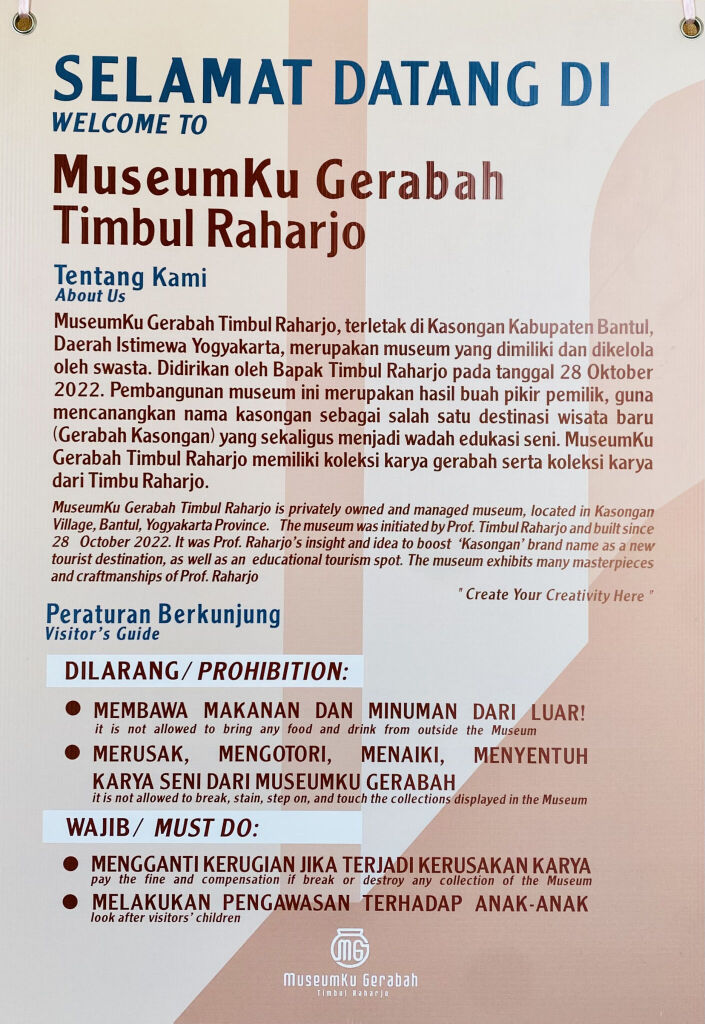 SELAMAT DATANG DI
WELCOME TO
MuseumKu Gerabah
Timbul Raharjo
Tentang Kami
About Us
MuseumKu Gerabah Timbul Raharjo, terletak di Kasongan Kabupaten Bantul,
Daerah Istimewa Yogyakarta, merupakan museum yang dimiliki dan dikelola
oleh swasta. Didirikan oleh Bapak Timbul Raharjo pada tanggal 28 Oktober
2022. Pembangunan museum ini merupakan hasil buah pikir pemilik, guna
mencanangkan nama kasongan sebagai salah satu destinasi wisata baru
(Gerabah Kasongan) yang sekaligus menjadi wadah edukasi seni. MuseumKu
Gerabah Timbul Raharjo memiliki koleksi karya gerabah serta koleksi karya
dari Timbu Raharjo.
MuseumKu Gerabah Timbul Raharjo is privately owned and managed museum, located in Kasongan
Village, Bantul, Yogyakarta Province. The museum was initiated by Prof. Timbul Raharjo and built since
28 October 2022. It was Prof. Raharjo's insight and idea to boost 'Kasongan' brand name as a new
tourist destination, as well as an educational tourism spot. The museum exhibits many masterpieces
and craftmanships of Prof. Raharjo
" Create Your Creativity Here "
Peraturan Berkunjung
Visitor's Guide
DILARANG/ PROHIBITION:
● MEMBAWA MAKANAN DAN MINUMAN DARI LUAR!
it is not allowed to bring any food and drink from outside the Museum
● MERUSAK, MENGOTORI, MENAIKI, MENYENTUH
KARYA SENI DARI MUSEUMKU GERABAH
it is not allowed to break, stain, step on, and touch the collections displayed in the Museum
WAJIB/ MUST DO:
● MENGGANTI KERUGIAN JIKA TERJADI KERUSAKAN KARYA
pay the fine and compensation if break or destroy any collection of the Museum
● MELAKUKAN PENGAWASAN TERHADAP ANAK-ANAK
look after visitors' children
MG
MuseumKu Gerabah
Timbul Raharjo